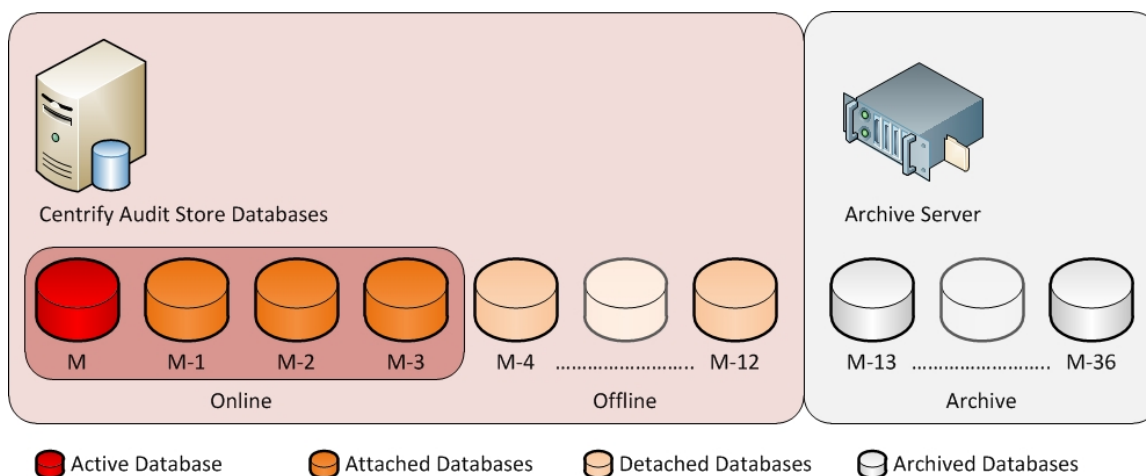 Centrify Audit Store Databases
Archive Server
M M-1 M-2 M-3 M-4 ............................ M-12 M-13 ............................ M-36
Online Offline Archive
Active Database Attached Databases Detached Databases Archived Databases